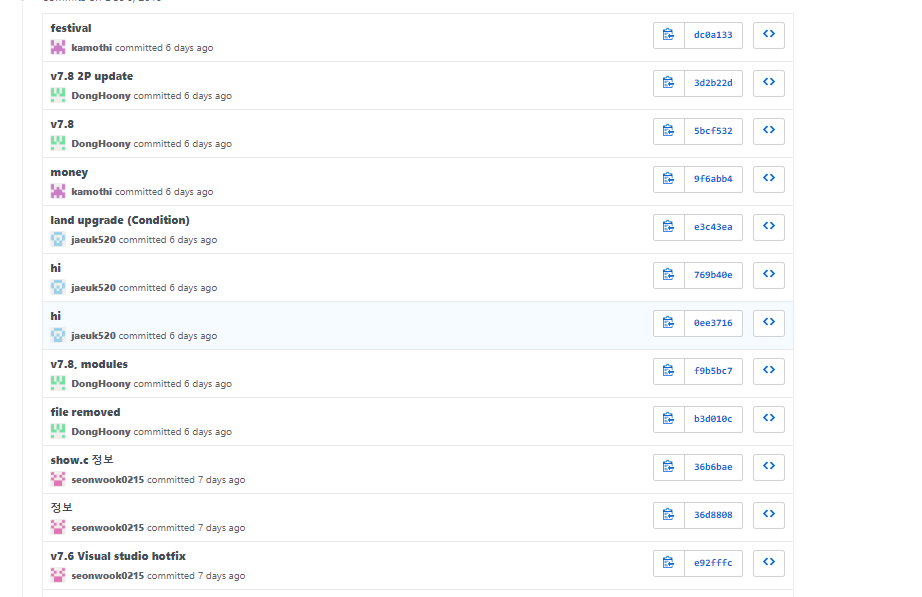 festival
dc0a133
kamothi committed 6 days ago
v7.8 2P update
3d2b22d
DongHoony committed 6 days ago
v7.8
5bcf532
DongHoony committed 6 days ago
money
9f6abb4
kamothi committed 6 days ago
land upgrade (Condition)
e3c43ea
jaeuk520 committed 6 days ago
hi
769b40e
jaeuk520 committed 6 days ago
hi
0ee3716
jaeuk520 committed 6 days ago
v7.8, modules
f9b5bc7
DongHoony committed 6 days ago
file removed
b3d010c
DongHoony committed 6 days ago
show.c 정보
36b6bae
seonwook0215 committed 7 days ago
정보
36d8808
seonwook0215 committed 7 days ago
v7.6 Visual studio hotfix
e92fffc
seonwook0215 committed 7 days ago